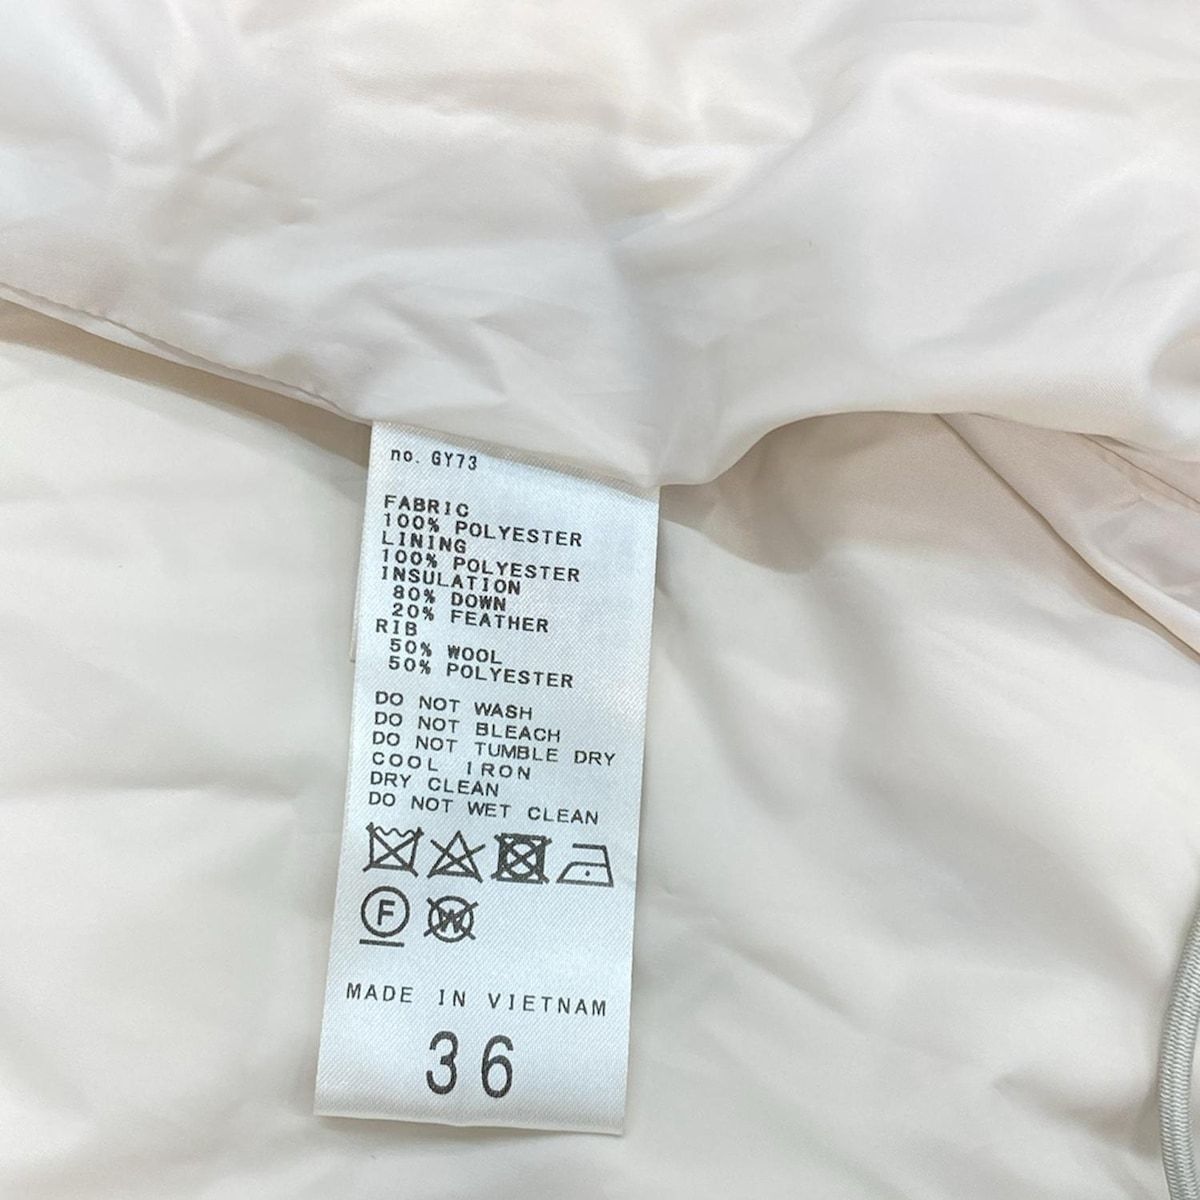 no. GY73
FABRIC
100% POLYESTER
LINING
100% POLYESTER
INSULATION
80% DOWN
20% FEATHER
RIB
50% WOOL
50% POLYESTER
DO NOT WASH
DO NOT BLEACH
DO NOT TUMBLE DRY
COOL IRON
DRY CLEAN
DO NOT WET CLEAN
F W
MADE IN VIETNAM
36